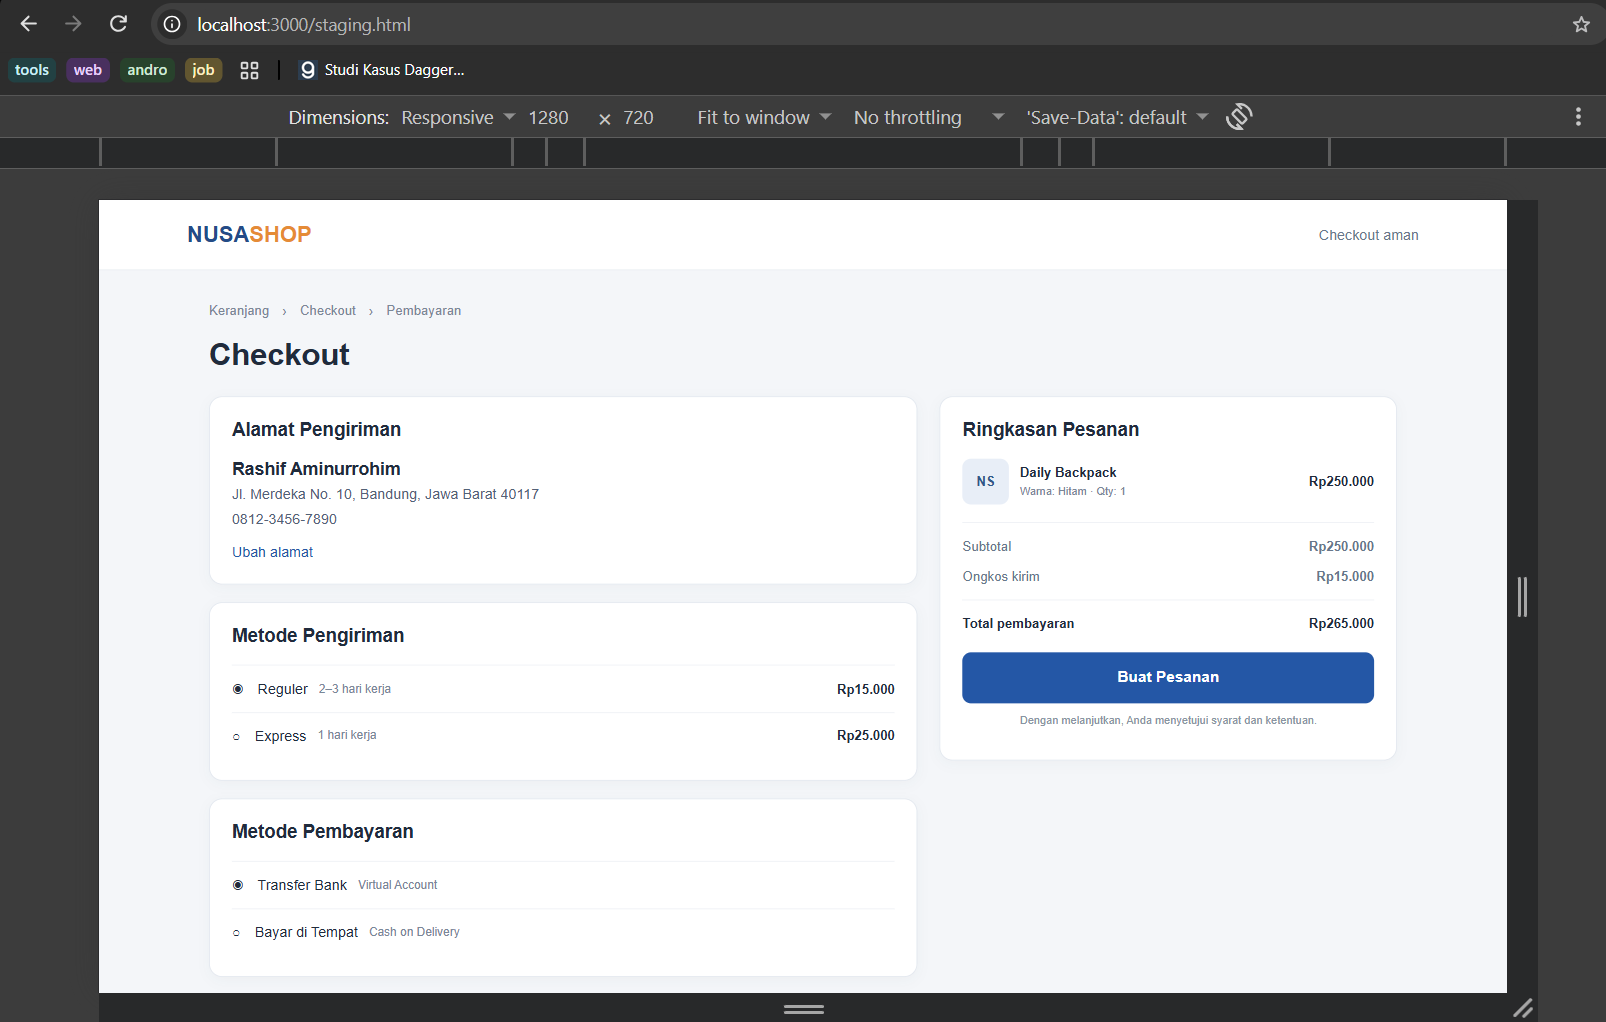 localhost:3000/staging.html
tools web andro job Studi Kasus Dagger...
Dimensions: Responsive 1280 × 720 Fit to window No throttling 'Save-Data': default
NUSASHOP
Checkout aman
Keranjang › Checkout › Pembayaran
Checkout
Alamat Pengiriman
Rashif Aminurrohim
Jl. Merdeka No. 10, Bandung, Jawa Barat 40117
0812-3456-7890
Ubah alamat
Metode Pengiriman
Reguler 2–3 hari kerja Rp15.000
Express 1 hari kerja Rp25.000
Metode Pembayaran
Transfer Bank Virtual Account
Bayar di Tempat Cash on Delivery
Ringkasan Pesanan
NS
Daily Backpack
Warna: Hitam · Qty: 1
Rp250.000
Subtotal Rp250.000
Ongkos kirim Rp15.000
Total pembayaran Rp265.000
Buat Pesanan
Dengan melanjutkan, Anda menyetujui syarat dan ketentuan.